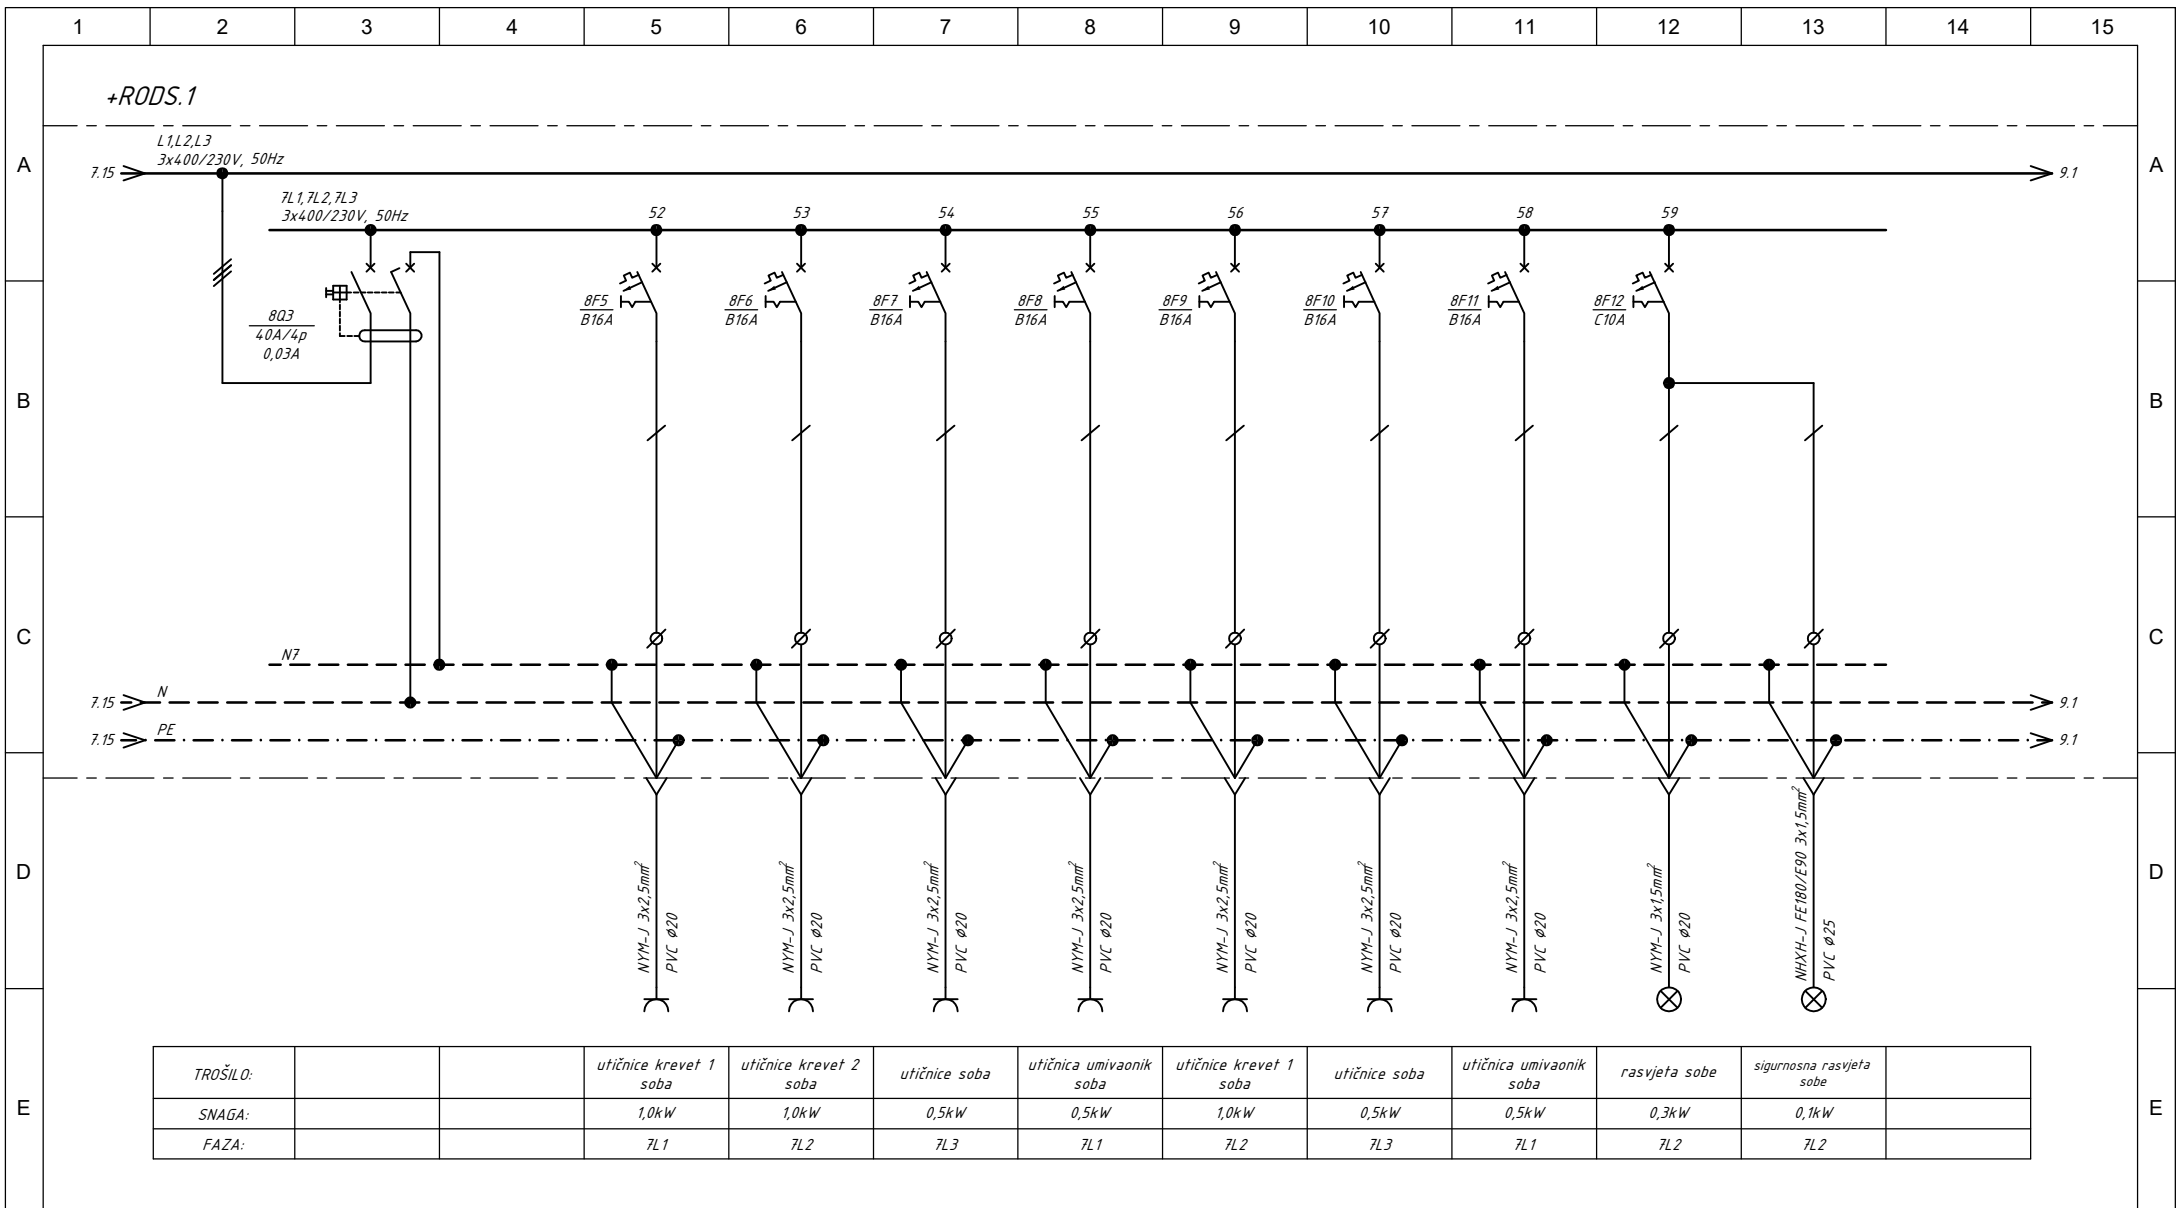 1 2 3 4 5 6 7 8 9 10 11 12 13 14 15
+RODS.1
A
A
L1,L2,L3
3x400/230V, 50Hz
7.15
9.1
7L1,7L2,7L3
3x400/230V, 50Hz
52 53 54 55 56 57 58 59
8Q3
40A/4p
0,03A
8F5
B16A
8F6
B16A
8F7
B16A
8F8
B16A
8F9
B16A
8F10
B16A
8F11
B16A
8F12
C10A
B
B
C
C
N7
7.15
N
9.1
7.15
PE
9.1
D
D
NYM-J 3x2,5mm²
PVC ø20
NYM-J 3x2,5mm²
PVC ø20
NYM-J 3x2,5mm²
PVC ø20
NYM-J 3x2,5mm²
PVC ø20
NYM-J 3x2,5mm²
PVC ø20
NYM-J 3x2,5mm²
PVC ø20
NYM-J 3x2,5mm²
PVC ø20
NYM-J 3x1,5mm²
PVC ø20
NHXH-J FE180/E90 3x1,5mm²
PVC ø25
E
E
TROŠILO:
utičnice krevet 1
soba
utičnice krevet 2
soba
utičnice soba
utičnica umivaonik
soba
utičnice krevet 1
soba
utičnice soba
utičnica umivaonik
soba
rasvjeta sobe
sigurnosna rasvjeta
sobe
SNAGA: 1,0kW 1,0kW 0,5kW 0,5kW 1,0kW 0,5kW 0,5kW 0,3kW 0,1kW
FAZA: 7L1 7L2 7L3 7L1 7L2 7L3 7L1 7L2 7L2